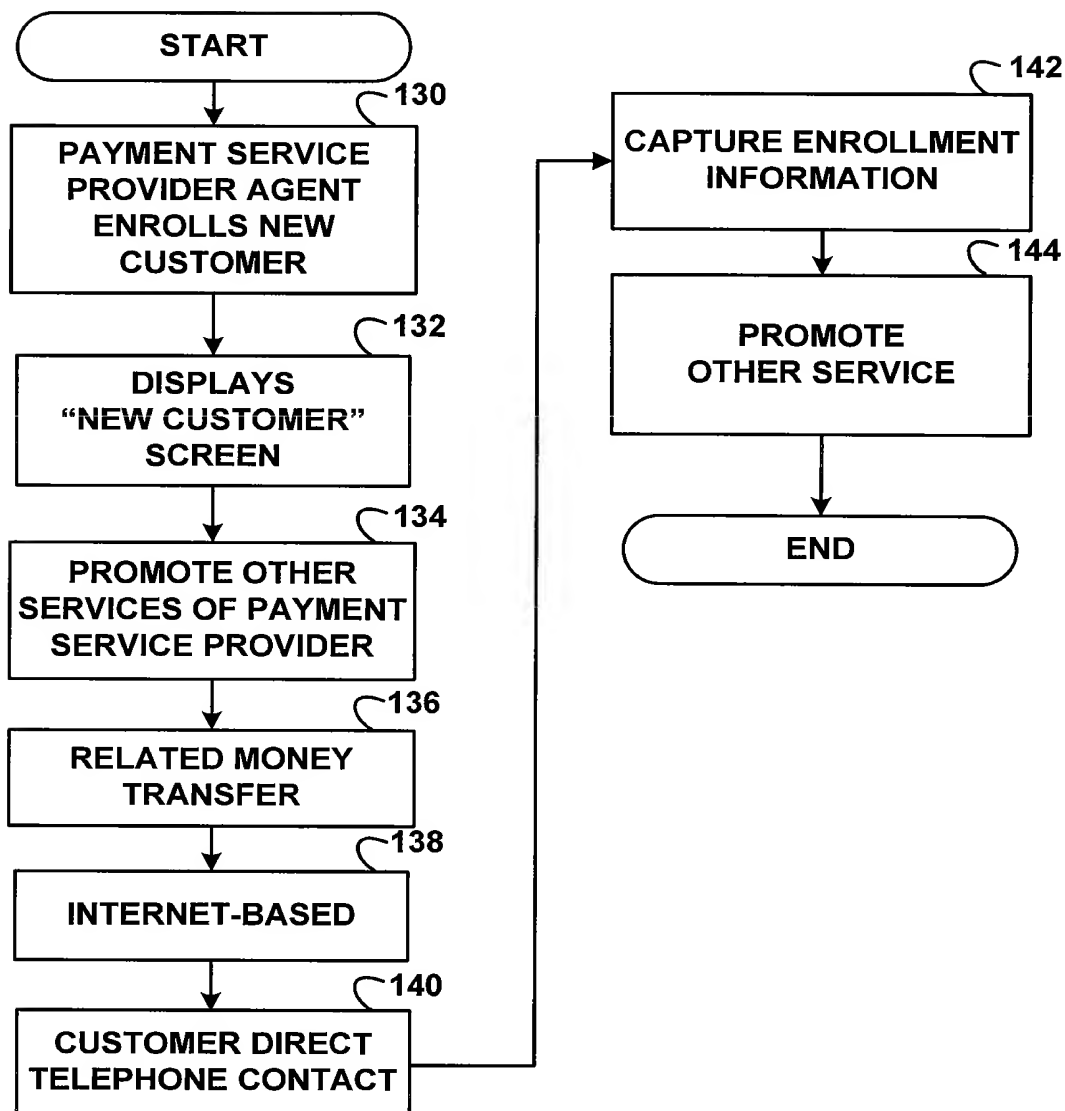 START
130
PAYMENT SERVICE
PROVIDER AGENT
ENROLLS NEW
CUSTOMER
132
DISPLAYS
“NEW CUSTOMER”
SCREEN
134
PROMOTE OTHER
SERVICES OF PAYMENT
SERVICE PROVIDER
136
RELATED MONEY
TRANSFER
138
INTERNET-BASED
140
CUSTOMER DIRECT
TELEPHONE CONTACT
142
CAPTURE ENROLLMENT
INFORMATION
144
PROMOTE
OTHER SERVICE
END